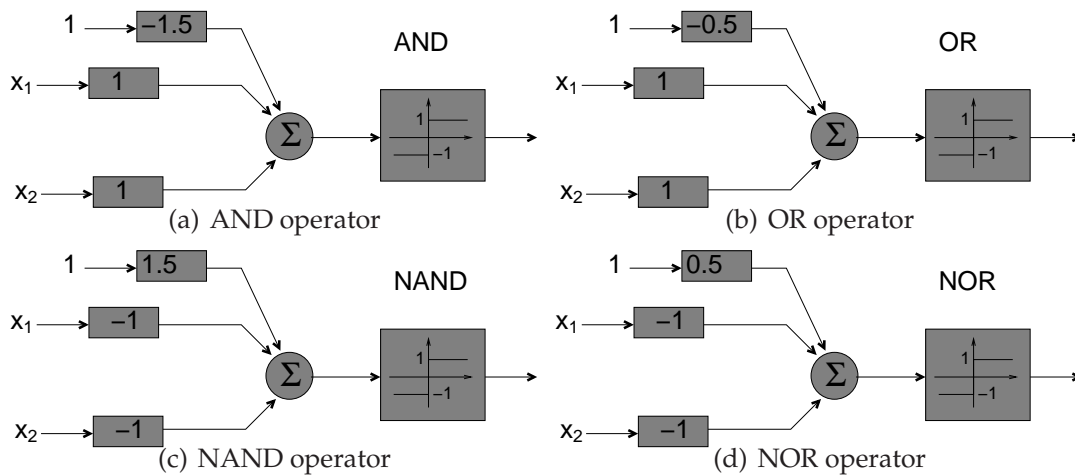 1 −1.5
AND
x1 1
1
Σ
−1
x2 1
(a) AND operator
1 −0.5
OR
x1 1
1
Σ
−1
x2 1
(b) OR operator
1 1.5
NAND
x1 −1
1
Σ
−1
x2 −1
(c) NAND operator
1 0.5
NOR
x1 −1
1
Σ
−1
x2 −1
(d) NOR operator